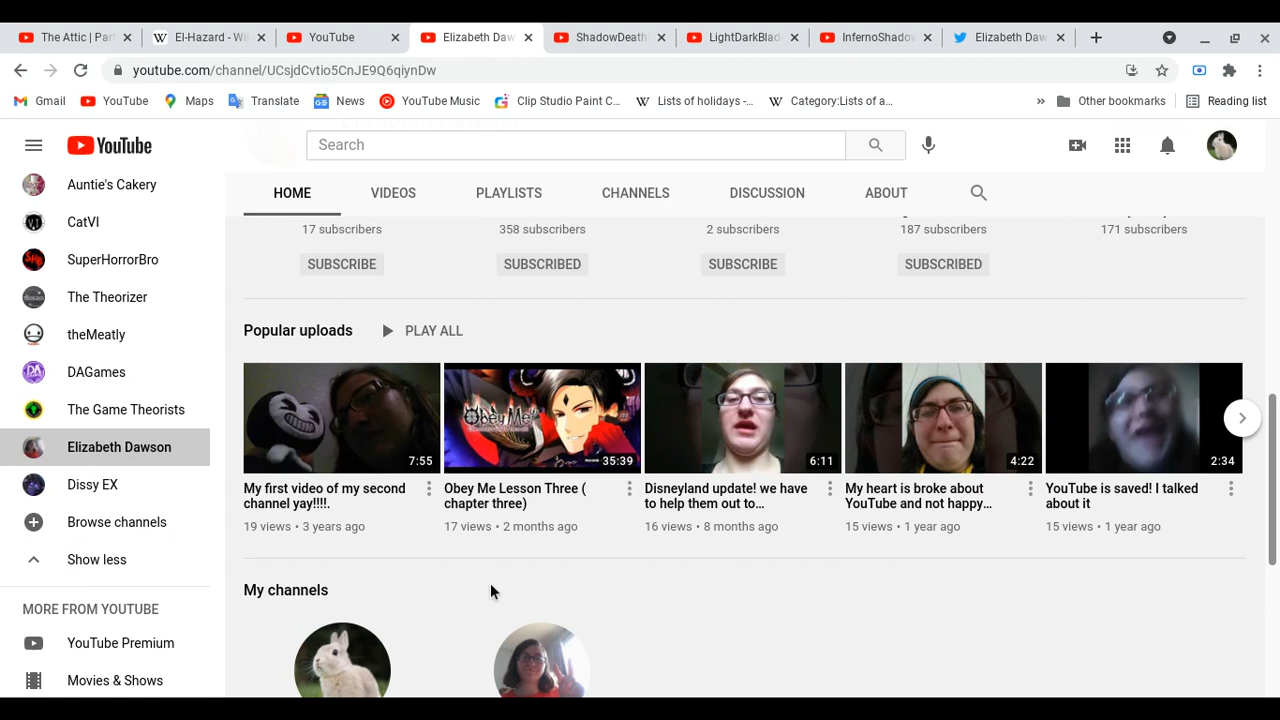 The Attic | Par
El-Hazard - Wi
YouTube
Elizabeth Daw
ShadowDeath
LightDarkBlad
InfernoShado
Elizabeth Daw
youtube.com/channel/UCsjdCvtio5CnJE9Q6qiynDw
Gmail
YouTube
Maps
Translate
News
YouTube Music
Clip Studio Paint C...
Lists of holidays -...
Category:Lists of a...
»
Other bookmarks
Reading list
YouTube
Search
HOME
VIDEOS
PLAYLISTS
CHANNELS
DISCUSSION
ABOUT
Auntie's Cakery
CatVI
SuperHorrorBro
The Theorizer
theMeatly
DAGames
The Game Theorists
Elizabeth Dawson
Dissy EX
Browse channels
Show less
MORE FROM YOUTUBE
YouTube Premium
Movies & Shows
17 subscribers
358 subscribers
2 subscribers
187 subscribers
171 subscribers
SUBSCRIBE
SUBSCRIBED
SUBSCRIBE
SUBSCRIBED
Popular uploads
PLAY ALL
7:55
Obey Me!
35:39
6:11
4:22
2:34
My first video of my second
channel yay!!!!.
19 views • 3 years ago
Obey Me Lesson Three (
chapter three)
17 views • 2 months ago
Disneyland update! we have
to help them out to...
16 views • 8 months ago
My heart is broke about
YouTube and not happy...
15 views • 1 year ago
YouTube is saved! I talked
about it
15 views • 1 year ago
My channels